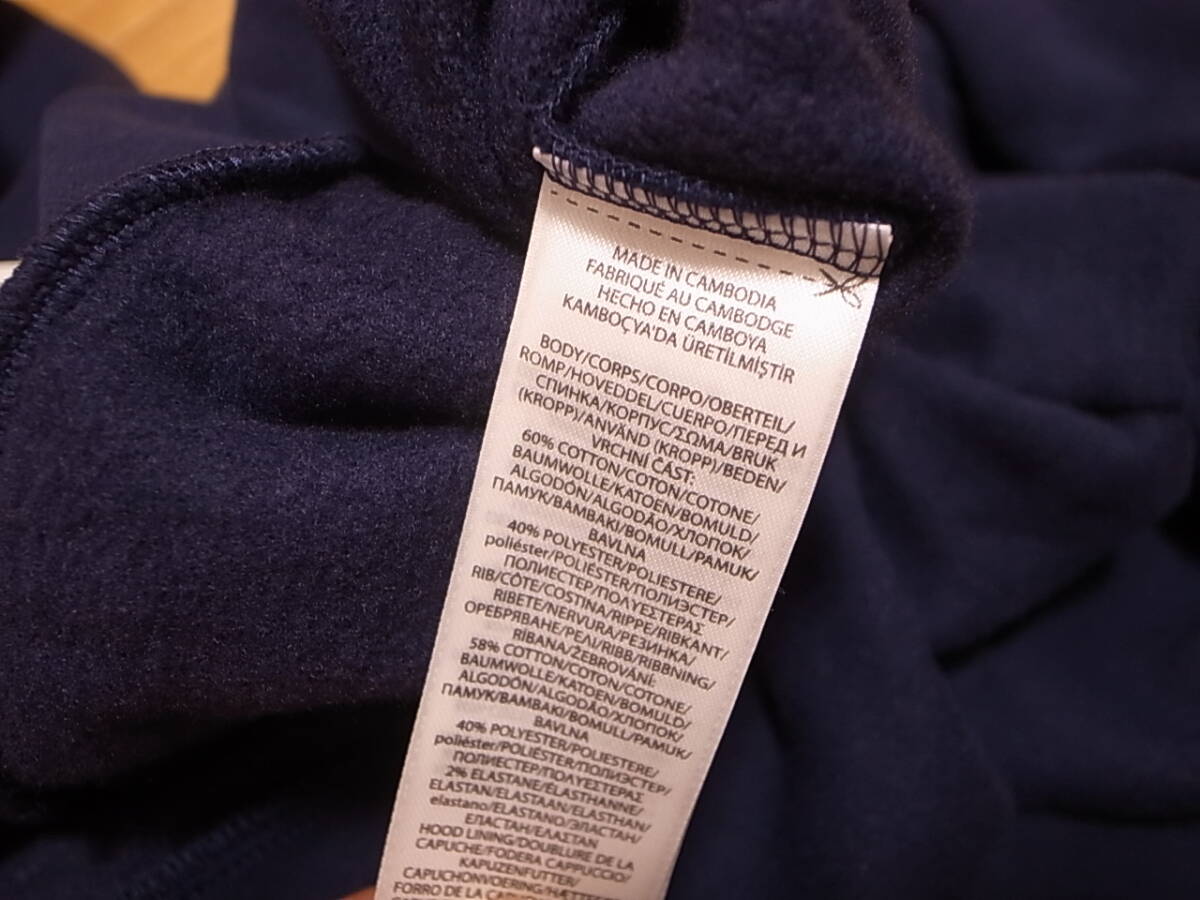 MADE IN CAMBODIA
FABRIQUÉ AU CAMBODGE
HECHO EN CAMBOYA
KAMBOÇYA'DA ÜRETİLMİŞTİR
BODY/CORPS/CORPO/OBERTEIL/
ROMP/HOVEDDEL/CUERPO/ПЕРЕД И
СПИНКА/КОРПУС/ΣΩΜΑ/BRUK
(KROPP)/ANVÄND (KROPP)/BEDEN/
VRCHNÍ ČÁST:
60% COTTON/COTON/COTONE/
BAUMWOLLE/KATOEN/BOMULD/
ALGODÓN/ALGODÃO/ХЛОПОК/
ПАМУК/ΒΑΜΒΑΚΙ/BOMULL/PAMUK/
BAVLNA
40% POLYESTER/POLIESTERE/
poliéster/POLIÉSTER/ПОЛИЭСТЕР/
ПОЛИЕСТЕР/ΠΟΛΥΕΣΤΕΡΑΣ
RIB/CÔTE/COSTINA/RIPPE/RIBKANT/
RIBETE/NERVURA/РЕЗИНКА/
ОРЕБРЯВАНЕ/ΡΕΛΙ/RIBB/RIBBNING/
RİBANA/ŽEBROVÁNÍ:
58% COTTON/COTON/COTONE/
BAUMWOLLE/KATOEN/BOMULD/
ALGODÓN/ALGODÃO/ХЛОПОК/
ПАМУК/ΒΑΜΒΑΚΙ/BOMULL/PAMUK/
BAVLNA
40% POLYESTER/POLIESTERE/
poliéster/POLIÉSTER/ПОЛИЭСТЕР/
ПОЛИЕСТЕР/ΠΟΛΥΕΣΤΕΡΑΣ
2% ELASTANE/ÉLASTHANNE/
ELASTAN/ELASTAAN/ELASTHAN/
elastano/ELASTANO/ЭЛАСТАН/
ЕЛАСТАН/ΕΛΑΣΤΑΝ
HOOD LINING/DOUBLURE DE LA
CAPUCHE/FODERA CAPPUCCIO/
KAPUZENFUTTER/
CAPUCHONVOERING/
FORRO DE LA